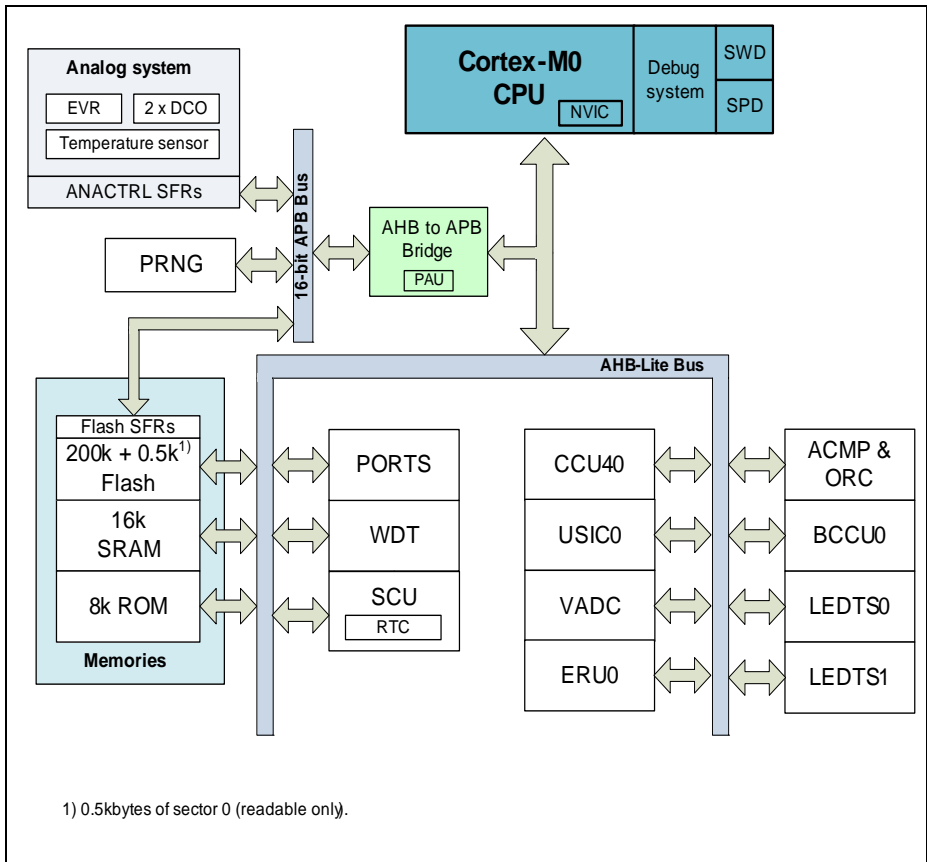 Analog system
EVR
2 x DCO
Temperature sensor
ANACTRL SFRs
Cortex-M0
CPU
NVIC
Debug
system
SWD
SPD
16-bit APB Bus
AHB to APB
Bridge
PAU
PRNG
AHB-Lite Bus
Flash SFRs
200k + 0.5k1)
Flash
16k
SRAM
8k ROM
Memories
PORTS
WDT
SCU
RTC
CCU40
USIC0
VADC
ERU0
ACMP &
ORC
BCCU0
LEDTS0
LEDTS1
1) 0.5kbytes of sector 0 (readable only).